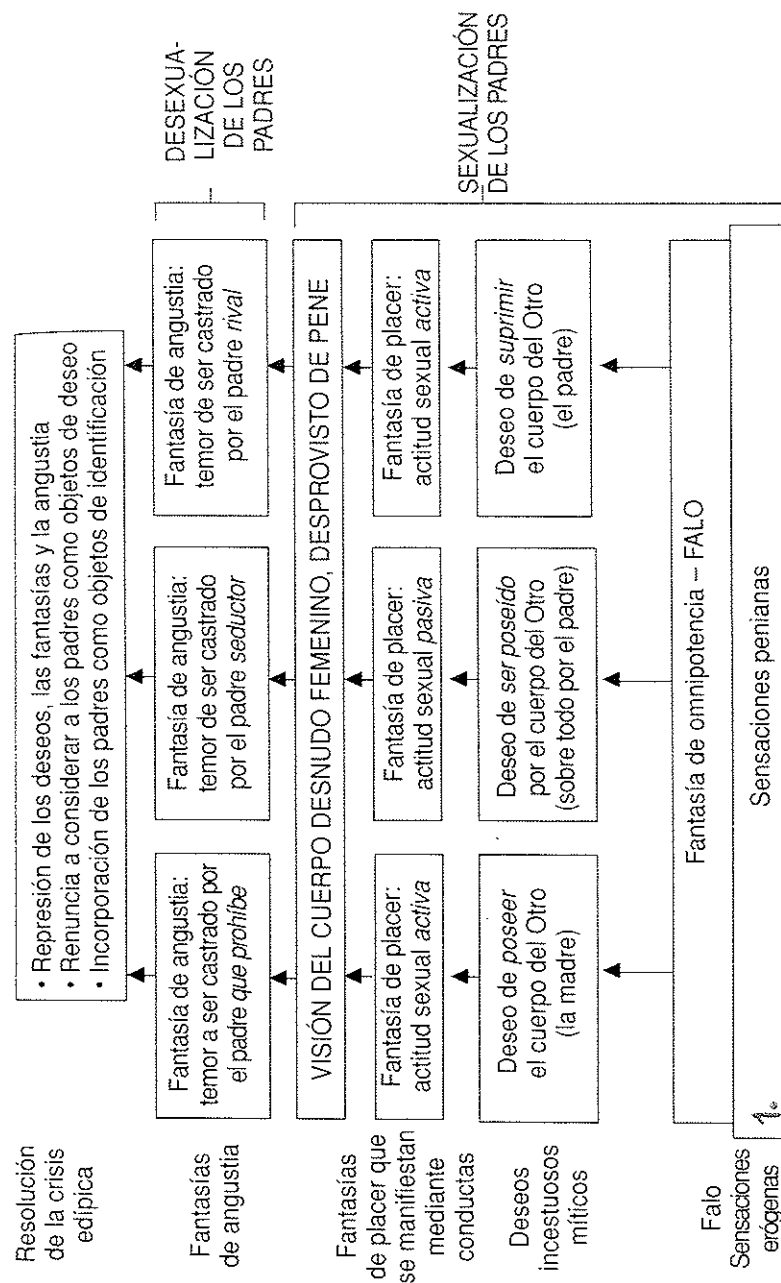 Resolución
de la crisis
edípica
• Represión de los deseos, las fantasías y la angustia
• Renuncia a considerar a los padres como objetos de deseo
• Incorporación de los padres como objetos de identificación
Fantasías
de angustia
Fantasía de angustia:
temor a ser castrado por
el padre que prohíbe
Fantasía de angustia:
temor de ser castrado
por el padre seductor
Fantasía de angustia:
temor de ser castrado
por el padre rival
DESEXUA-
LIZACIÓN
DE LOS
PADRES
VISIÓN DEL CUERPO DESNUDO FEMENINO, DESPROVISTO DE PENE
Fantasías
de placer que
se manifiestan
mediante
conductas
Fantasía de placer:
actitud sexual activa
Fantasía de placer:
actitud sexual pasiva
Fantasía de placer:
actitud sexual activa
SEXUALIZACIÓN
DE LOS PADRES
Deseos
incestuosos
míticos
Deseo de poseer
el cuerpo del Otro
(la madre)
Deseo de ser poseído
por el cuerpo del Otro
(sobre todo por el padre)
Deseo de suprimir
el cuerpo del Otro
(el padre)
Falo
Fantasía de omnipotencia – FALO
Sensaciones
erógenas
1.
Sensaciones penianas